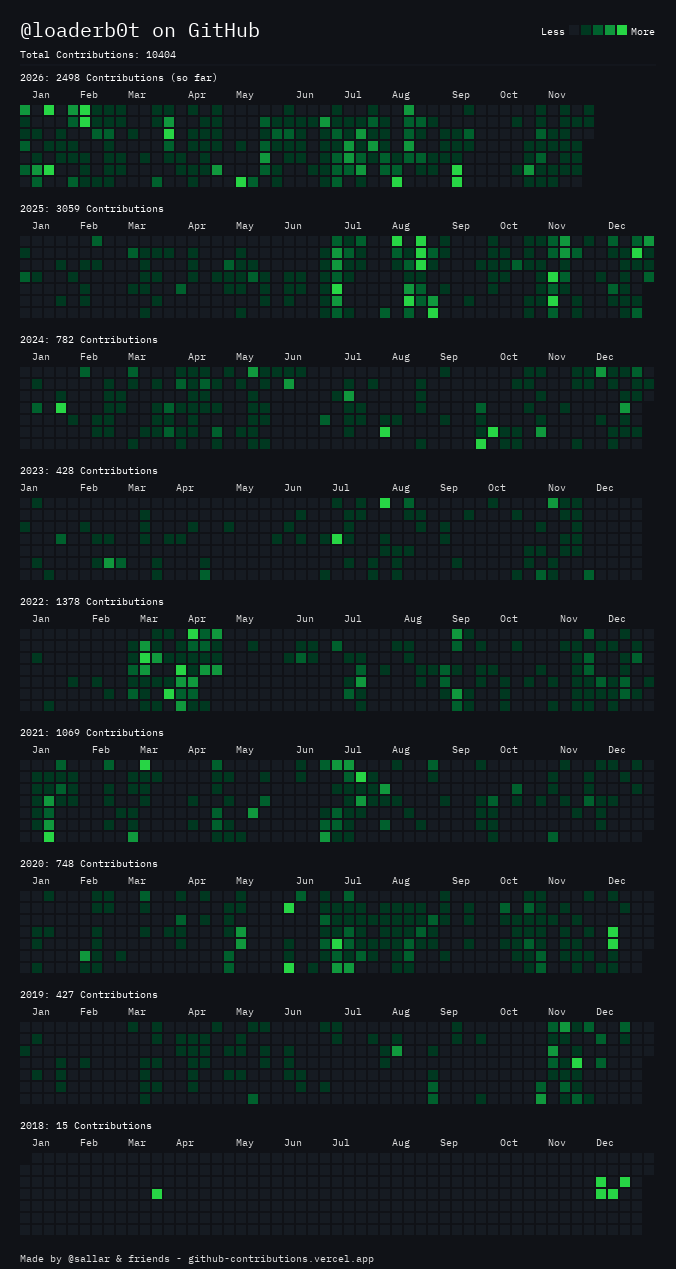 @loaderb0t on GitHub
Less More
Total Contributions: 10404
2026: 2498 Contributions (so far)
Jan Feb Mar Apr May Jun Jul Aug Sep Oct Nov
2025: 3059 Contributions
Jan Feb Mar Apr May Jun Jul Aug Sep Oct Nov Dec
2024: 782 Contributions
Jan Feb Mar Apr May Jun Jul Aug Sep Oct Nov Dec
2023: 428 Contributions
Jan Feb Mar Apr May Jun Jul Aug Sep Oct Nov Dec
2022: 1378 Contributions
Jan Feb Mar Apr May Jun Jul Aug Sep Oct Nov Dec
2021: 1069 Contributions
Jan Feb Mar Apr May Jun Jul Aug Sep Oct Nov Dec
2020: 748 Contributions
Jan Feb Mar Apr May Jun Jul Aug Sep Oct Nov Dec
2019: 427 Contributions
Jan Feb Mar Apr May Jun Jul Aug Sep Oct Nov Dec
2018: 15 Contributions
Jan Feb Mar Apr May Jun Jul Aug Sep Oct Nov Dec
Made by @sallar & friends - github-contributions.vercel.app